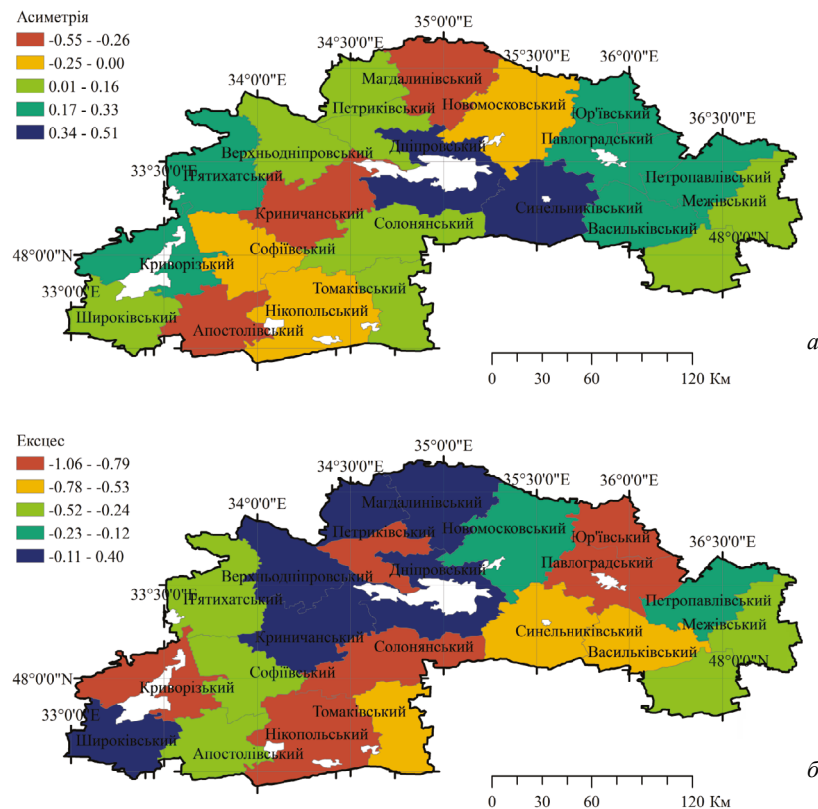 Асиметрія
-0.55 - -0.26
-0.25 - 0.00
0.01 - 0.16
0.17 - 0.33
0.34 - 0.51
35°0'0"E
34°30'0"E
35°30'0"E
36°0'0"E
34°0'0"E
36°30'0"E
33°30'0"E
48°0'0"N
33°0'0"E
48°0'0"N
Магдалинівський
Петриківський
Новомосковський
Юр'ївський
Дніпровський
Павлоградський
Верхньодніпровський
П'ятихатський
Петропавлівський
Межівський
Криничанський
Синельниківський
Васильківський
Солонянський
Софіївський
Криворізький
Томаківський
Нікопольський
Широківський
Апостолівський
0 30 60 120 Км
а
Ексцес
-1.06 - -0.79
-0.78 - -0.53
-0.52 - -0.24
-0.23 - -0.12
-0.11 - 0.40
35°0'0"E
34°30'0"E
35°30'0"E
36°0'0"E
34°0'0"E
36°30'0"E
33°30'0"E
48°0'0"N
33°0'0"E
48°0'0"N
Магдалинівський
Петриківський
Новомосковський
Юр'ївський
Дніпровський
Павлоградський
Верхньодніпровський
П'ятихатський
Петропавлівський
Межівський
Криничанський
Синельниківський
Васильківський
Солонянський
Софіївський
Криворізький
Томаківський
Нікопольський
Широківський
Апостолівський
0 30 60 120 Км
б